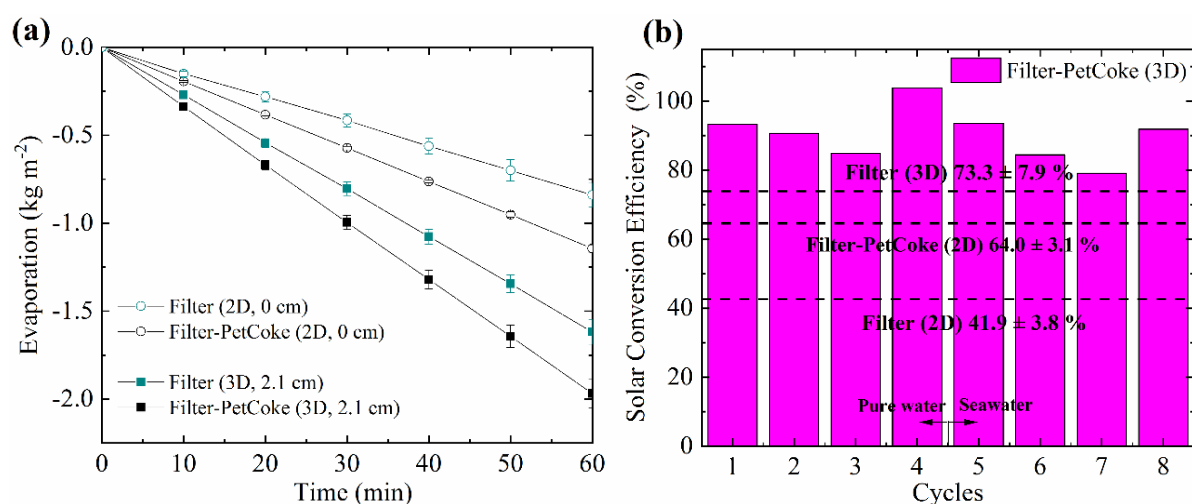 (a)
0.0
-0.5
-1.0
-1.5
-2.0
Evaporation (kg m-2)
Filter (2D, 0 cm)
Filter-PetCoke (2D, 0 cm)
Filter (3D, 2.1 cm)
Filter-PetCoke (3D, 2.1 cm)
0 10 20 30 40 50 60
Time (min)
(b)
Filter-PetCoke (3D)
100
80
60
40
20
0
Solar Conversion Efficiency (%)
Filter (3D) 73.3 ± 7.9 %
Filter-PetCoke (2D) 64.0 ± 3.1 %
Filter (2D) 41.9 ± 3.8 %
Pure water Seawater
1 2 3 4 5 6 7 8
Cycles